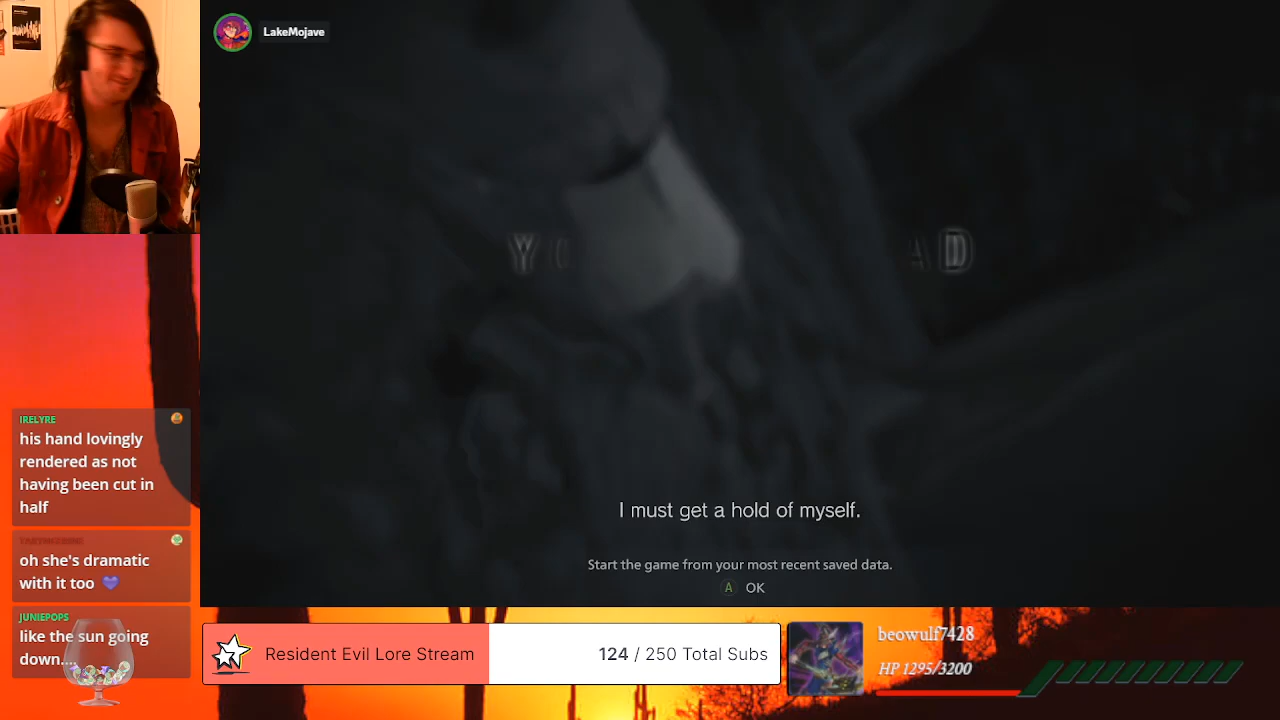 LakeMojave
Y
D
I must get a hold of myself.
Start the game from your most recent saved data.
A OK
IRELYRE
his hand lovingly
rendered as not
having been cut in
half
oh she's dramatic
with it too
JUNIEPOPS
like the sun going
down....
Resident Evil Lore Stream
124 / 250 Total Subs
beowulf7428
HP 1295/3200